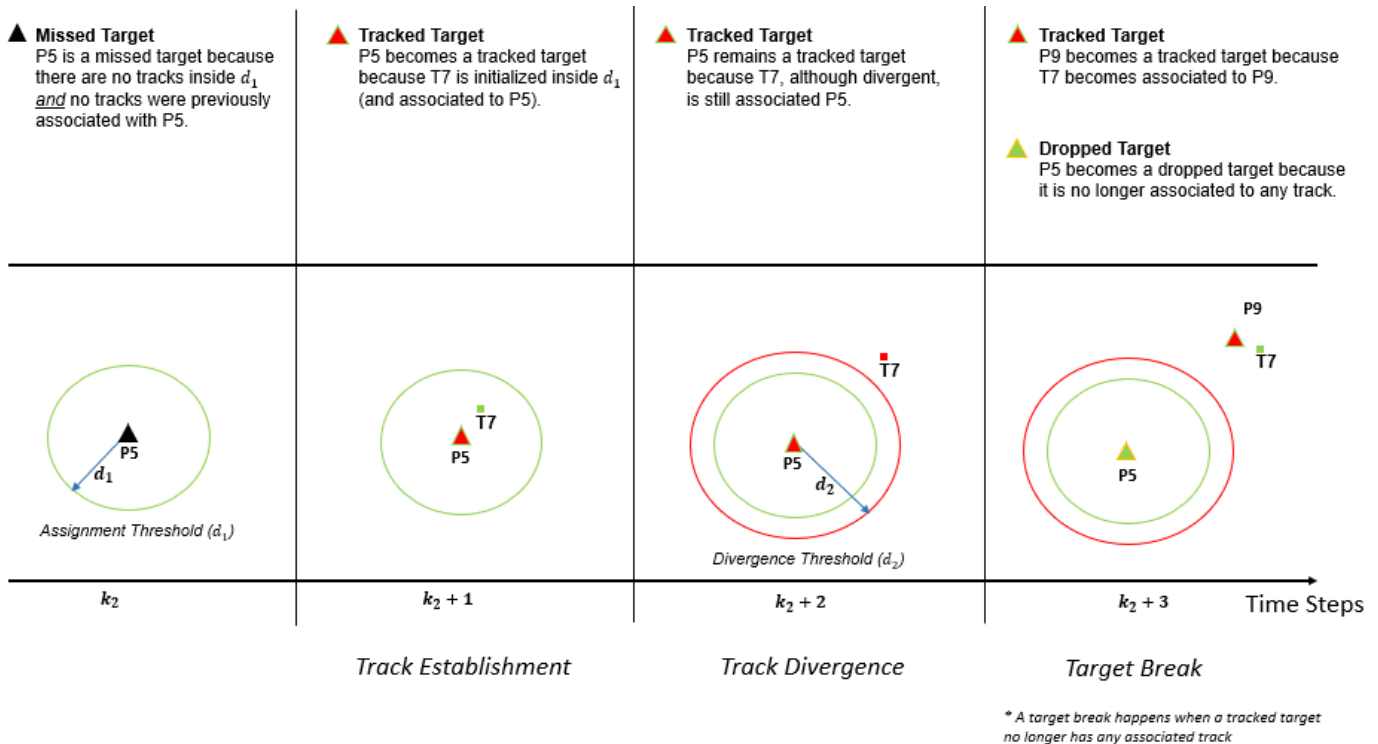 Missed Target
P5 is a missed target because
there are no tracks inside d₁
and no tracks were previously
associated with P5.
Tracked Target
P5 becomes a tracked target
because T7 is initialized inside d₁
(and associated to P5).
Tracked Target
P5 remains a tracked target
because T7, although divergent,
is still associated P5.
Tracked Target
P9 becomes a tracked target because
T7 becomes associated to P9.
Dropped Target
P5 becomes a dropped target because
it is no longer associated to any track.
P5
d₁
Assignment Threshold (d₁)
T7
P5
T7
P5
d₂
Divergence Threshold (d₂)
P9
T7
P5
k₂
k₂ + 1
k₂ + 2
k₂ + 3
Time Steps
Track Establishment
Track Divergence
Target Break
* A target break happens when a tracked target
no longer has any associated track